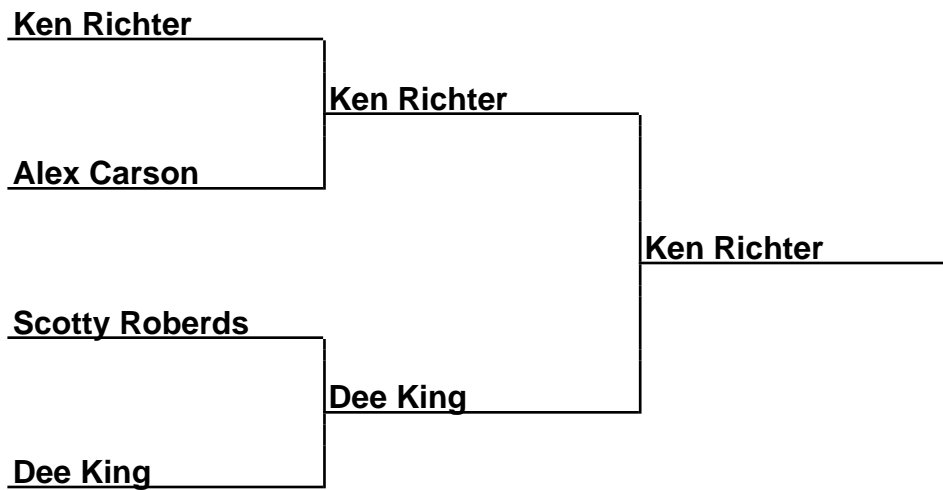 Ken Richter
Ken Richter
Alex Carson
Ken Richter
Scotty Roberds
Dee King
Dee King